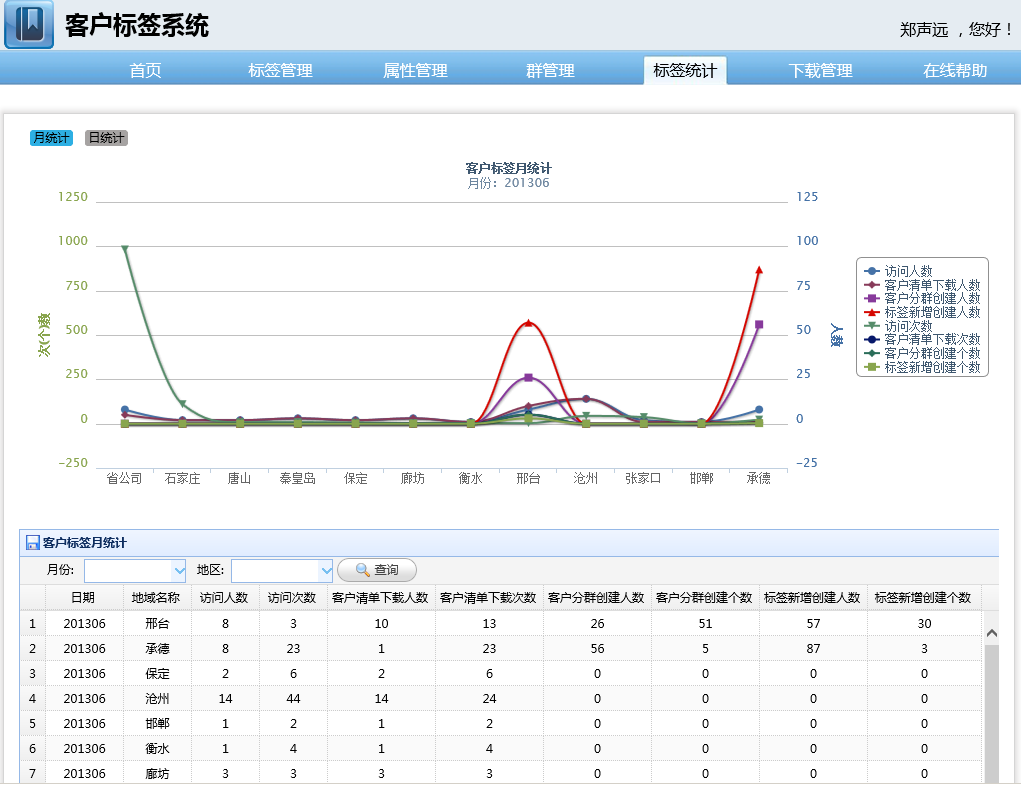 客户标签系统
郑声远 ，您好！
首页 标签管理 属性管理 群管理 标签统计 下载管理 在线帮助
月统计 日统计
客户标签月统计
月份：201306
1250
1000
750
500
250
0
-250
次(个)数
125
100
75
50
25
0
-25
人数
省公司 石家庄 唐山 秦皇岛 保定 廊坊 衡水 邢台 沧州 张家口 邯郸 承德
访问人数
客户清单下载人数
客户分群创建人数
标签新增创建人数
访问次数
客户清单下载次数
客户分群创建个数
标签新增创建个数
客户标签月统计
月份: 地区: 查询
日期 地域名称 访问人数 访问次数 客户清单下载人数 客户清单下载次数 客户分群创建人数 客户分群创建个数 标签新增创建人数 标签新增创建个数
1 201306 邢台 8 3 10 13 26 51 57 30
2 201306 承德 8 23 1 23 56 5 87 3
3 201306 保定 2 6 2 6 0 0 0 0
4 201306 沧州 14 44 14 24 0 0 0 0
5 201306 邯郸 1 2 1 2 0 0 0 0
6 201306 衡水 1 4 1 4 0 0 0 0
7 201306 廊坊 3 3 3 3 0 0 0 0